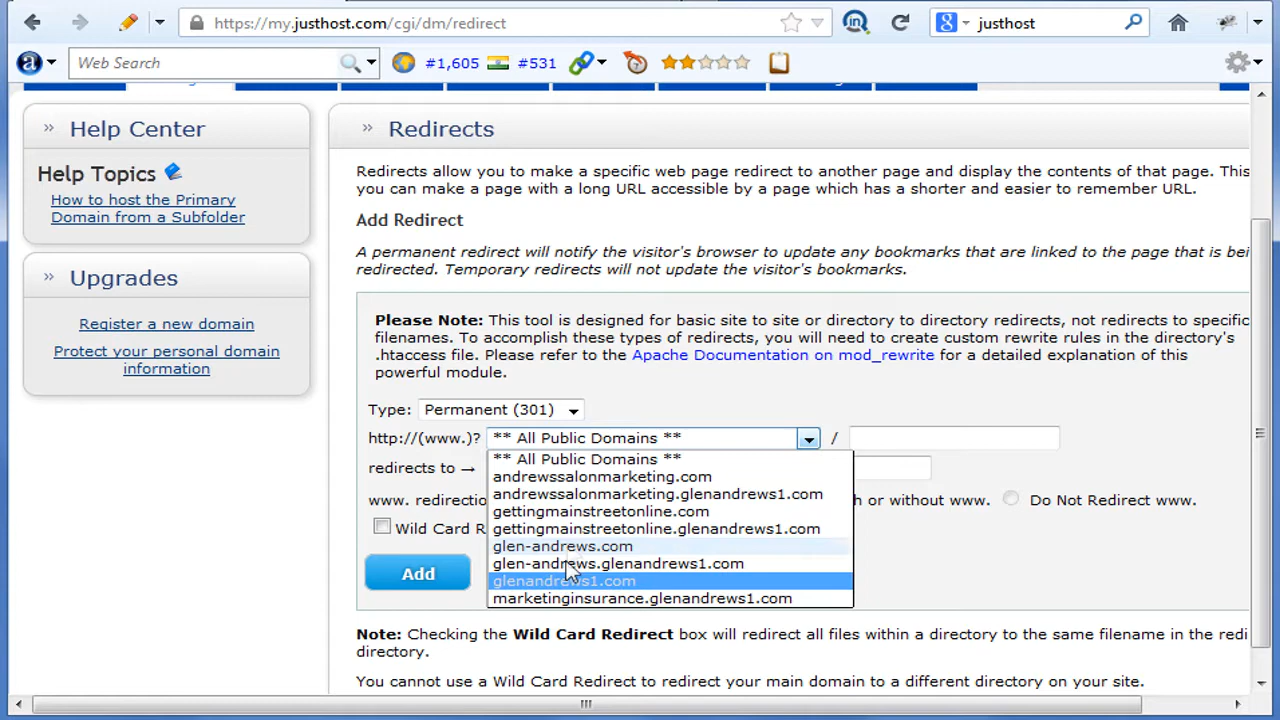 https://my.justhost.com/cgi/dm/redirect
justhost
Web Search
#1,605
#531
Help Center
Help Topics
How to host the Primary
Domain from a Subfolder
Upgrades
Register a new domain
Protect your personal domain
information
Redirects
Redirects allow you to make a specific web page redirect to another page and display the contents of that page. This
you can make a page with a long URL accessible by a page which has a shorter and easier to remember URL.
Add Redirect
A permanent redirect will notify the visitor's browser to update any bookmarks that are linked to the page that is bei
redirected. Temporary redirects will not update the visitor's bookmarks.
Please Note: This tool is designed for basic site to site or directory to directory redirects, not redirects to specific
filenames. To accomplish these types of redirects, you will need to create custom rewrite rules in the directory's
.htaccess file. Please refer to the Apache Documentation on mod_rewrite for a detailed explanation of this
powerful module.
Type: Permanent (301)
http://(www.)? ** All Public Domains ** /
** All Public Domains **
redirects to →
andrewssalonmarketing.com
andrewssalonmarketing.glenandrews1.com
www. redirection
h or without www.
Do Not Redirect www.
gettingmainstreetonline.com
Wild Card R
gettingmainstreetonline.glenandrews1.com
glen-andrews.com
glen-andrews.glenandrews1.com
Add
glenandrews1.com
marketinginsurance.glenandrews1.com
Note: Checking the Wild Card Redirect box will redirect all files within a directory to the same filename in the redi
directory.
You cannot use a Wild Card Redirect to redirect your main domain to a different directory on your site.